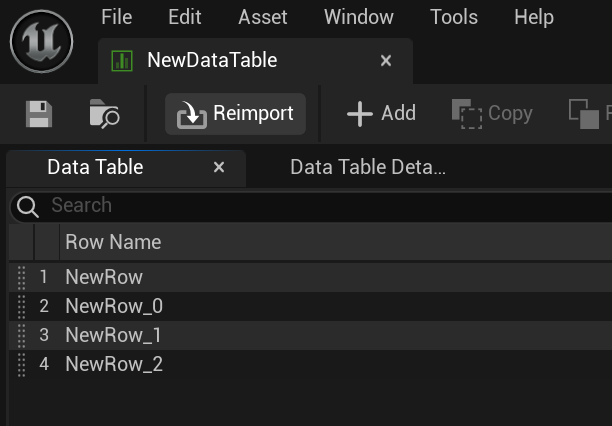 File Edit Asset Window Tools Help
NewDataTable
Reimport Add Copy
Data Table Data Table Deta...
Search
Row Name
1 NewRow
2 NewRow_0
3 NewRow_1
4 NewRow_2